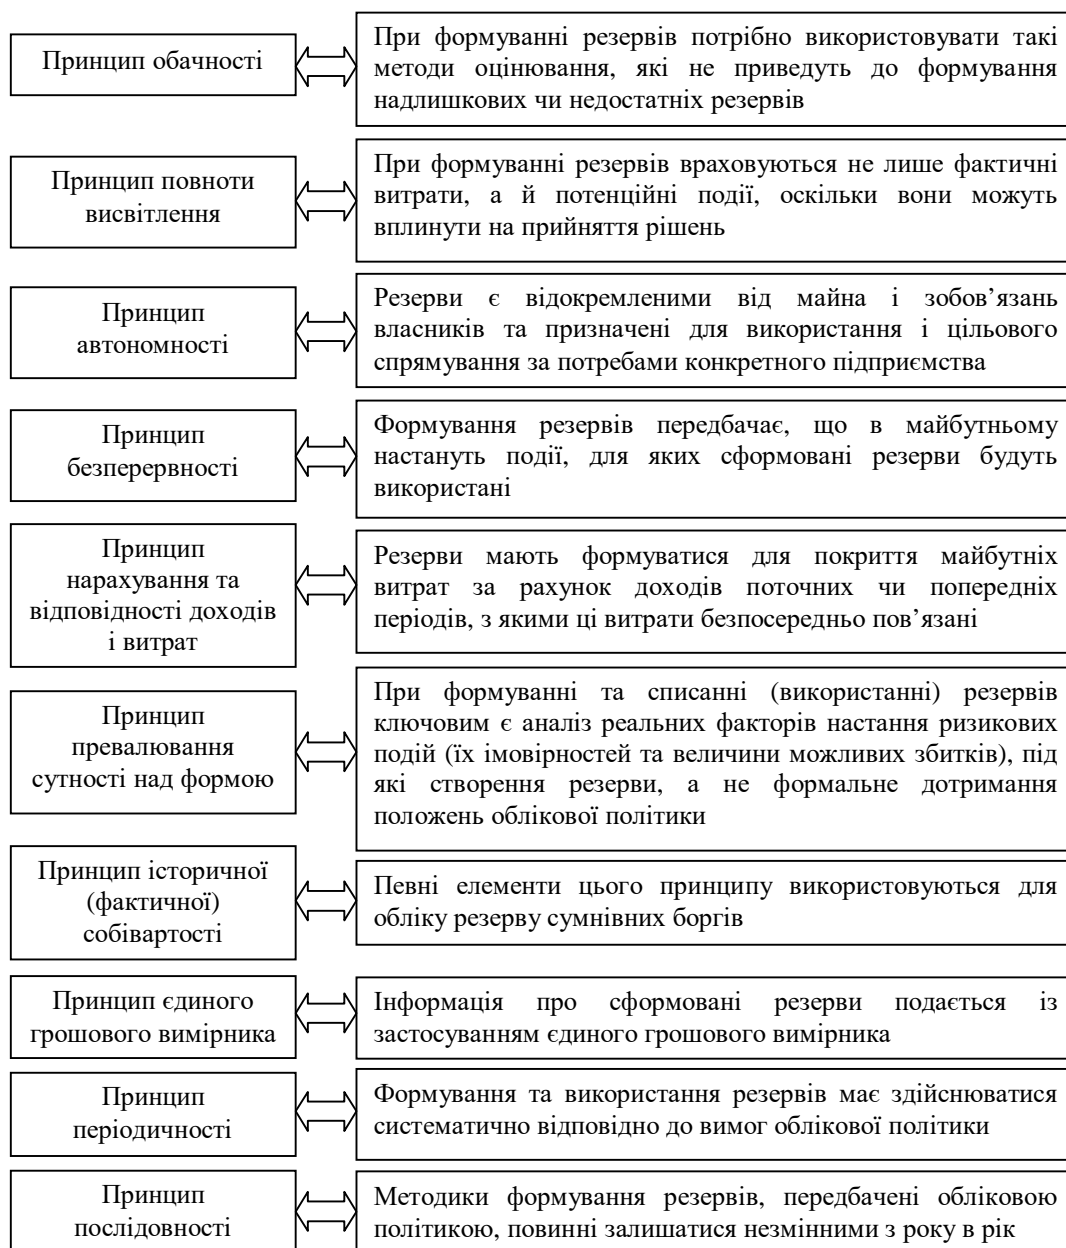 Принцип обачності
При формуванні резервів потрібно використовувати такі
методи оцінювання, які не приведуть до формування
надлишкових чи недостатніх резервів
Принцип повноти
висвітлення
При формуванні резервів враховуються не лише фактичні
витрати, а й потенційні події, оскільки вони можуть
вплинути на прийняття рішень
Принцип
автономності
Резерви є відокремленими від майна і зобов’язань
власників та призначені для використання і цільового
спрямування за потребами конкретного підприємства
Принцип
безперервності
Формування резервів передбачає, що в майбутньому
настануть події, для яких сформовані резерви будуть
використані
Принцип
нарахування та
відповідності доходів
і витрат
Резерви мають формуватися для покриття майбутніх
витрат за рахунок доходів поточних чи попередніх
періодів, з якими ці витрати безпосередньо пов’язані
Принцип
превалювання
сутності над формою
При формуванні та списанні (використанні) резервів
ключовим є аналіз реальних факторів настання ризикових
подій (їх імовірностей та величини можливих збитків), під
які створення резерви, а не формальне дотримання
положень облікової політики
Принцип історичної
(фактичної)
собівартості
Певні елементи цього принципу використовуються для
обліку резерву сумнівних боргів
Принцип єдиного
грошового вимірника
Інформація про сформовані резерви подається із
застосуванням єдиного грошового вимірника
Принцип
періодичності
Формування та використання резервів має здійснюватися
систематично відповідно до вимог облікової політики
Принцип
послідовності
Методики формування резервів, передбачені обліковою
політикою, повинні залишатися незмінними з року в рік